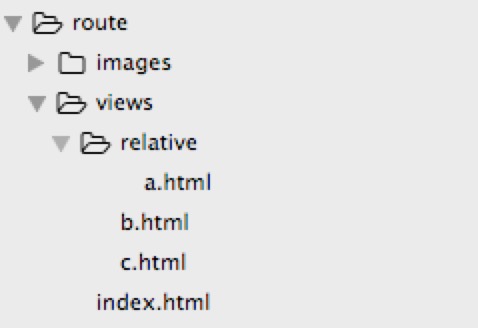 route
images
views
relative
a.html
b.html
c.html
index.html